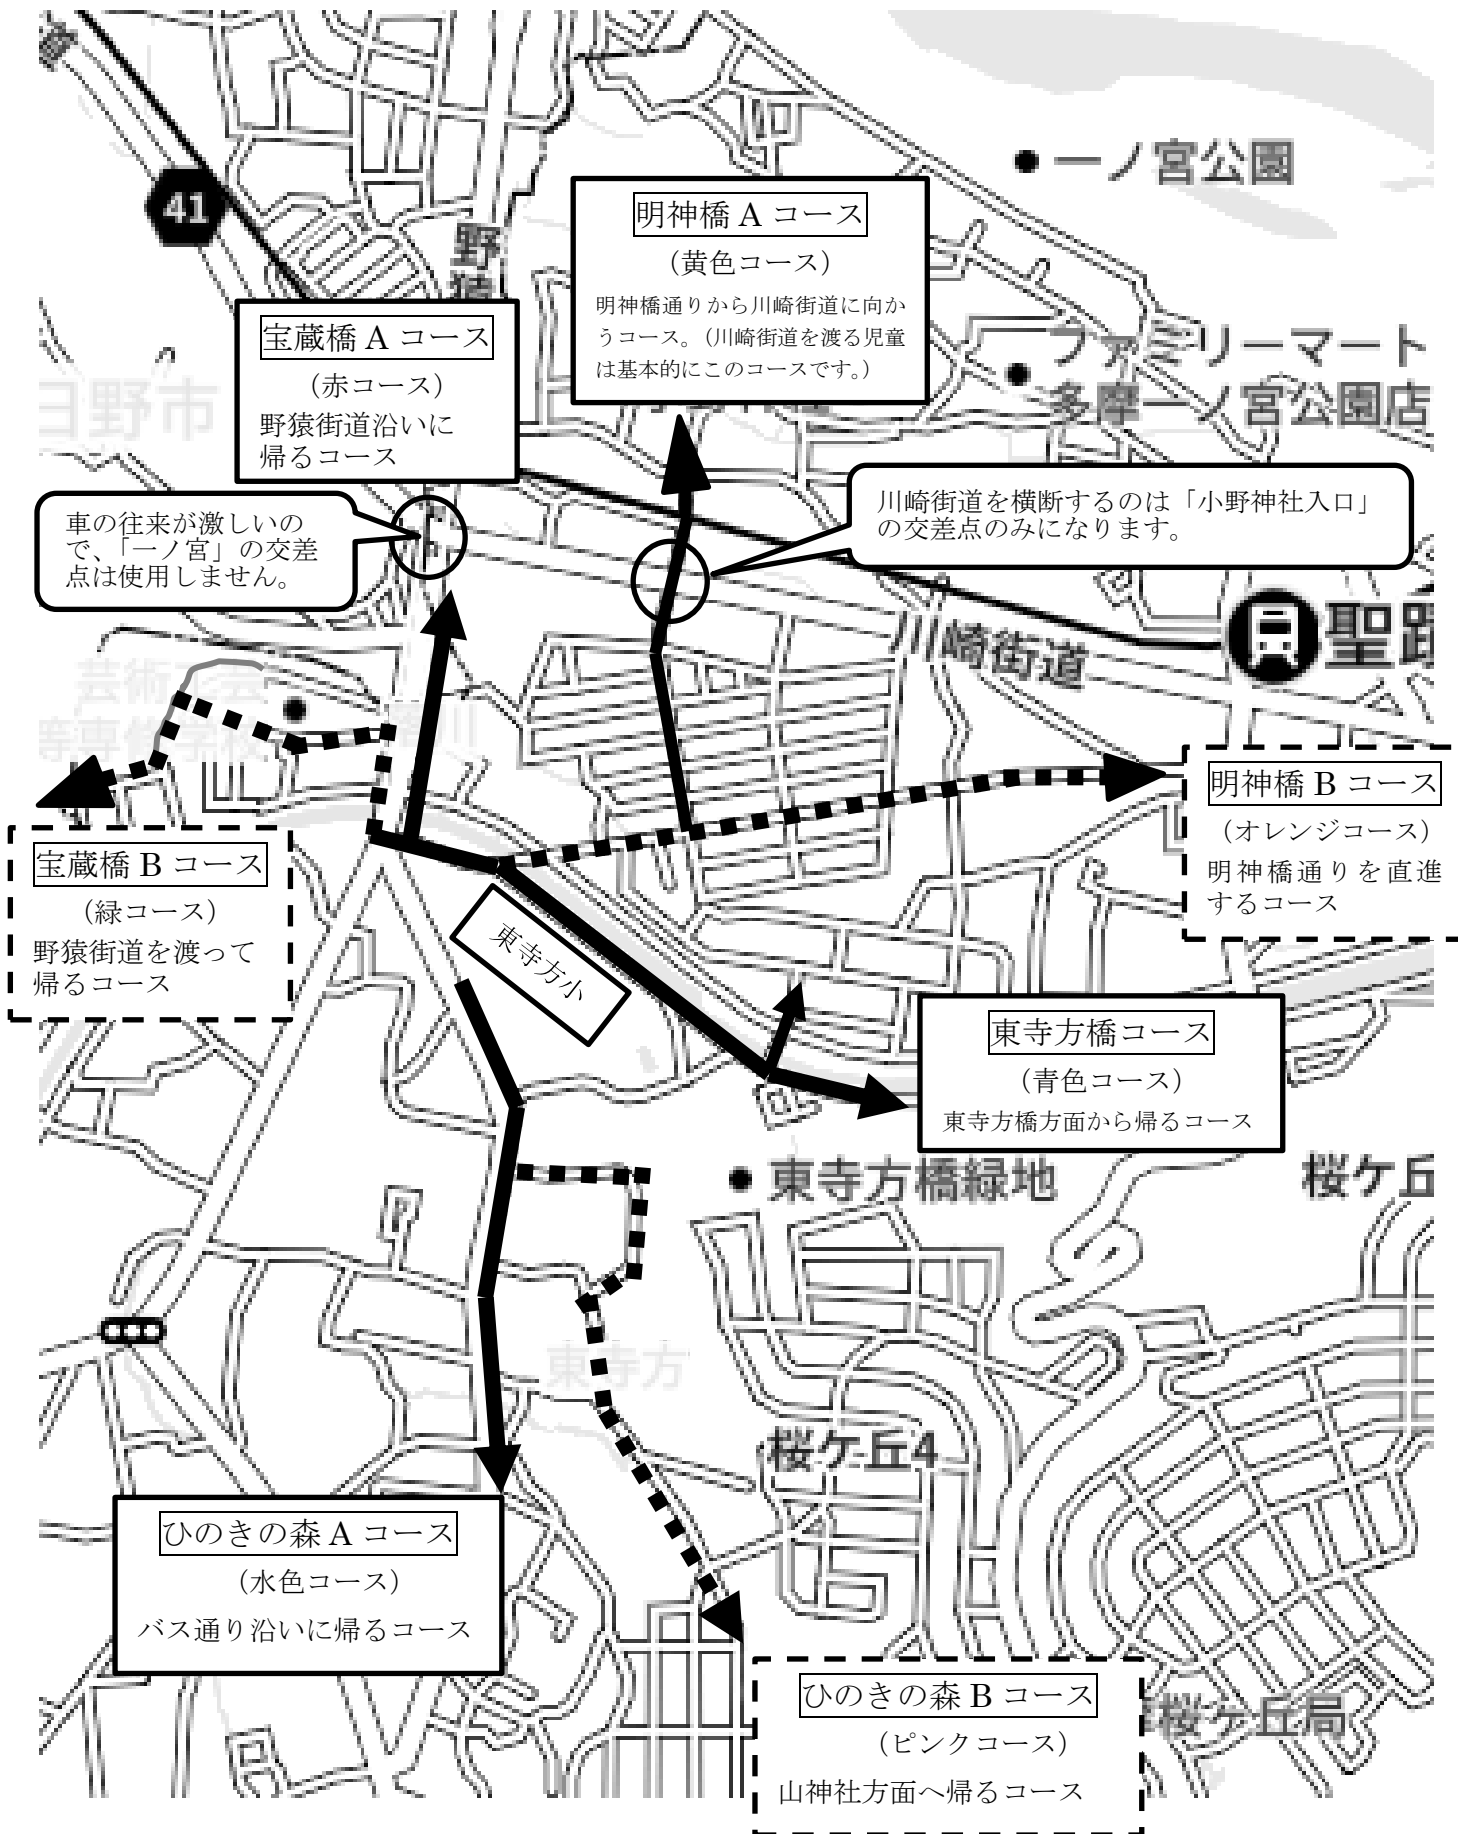 一ノ宮公園
41
野猿
明神橋 A コース
（黄色コース）
明神橋通りから川崎街道に向か
うコース。（川崎街道を渡る児童
は基本的にこのコースです。）
宝蔵橋 A コース
（赤コース）
野猿街道沿いに
帰るコース
ファミリーマート
多摩一ノ宮公園店
日野市
車の往来が激しいの
で、「一ノ宮」の交差
点は使用しません。
川崎街道を横断するのは「小野神社入口」
の交差点のみになります。
川崎街道
聖蹟
芸術工芸
等専修学校
明神橋 B コース
（オレンジコース）
明神橋通りを直進
するコース
宝蔵橋 B コース
（緑コース）
野猿街道を渡って
帰るコース
東寺方小
東寺方橋コース
（青色コース）
東寺方橋方面から帰るコース
東寺方橋緑地
桜ケ丘
東寺方
桜ケ丘4
ひのきの森 A コース
（水色コース）
バス通り沿いに帰るコース
ひのきの森 B コース
（ピンクコース）
山神社方面へ帰るコース
桜ケ丘局